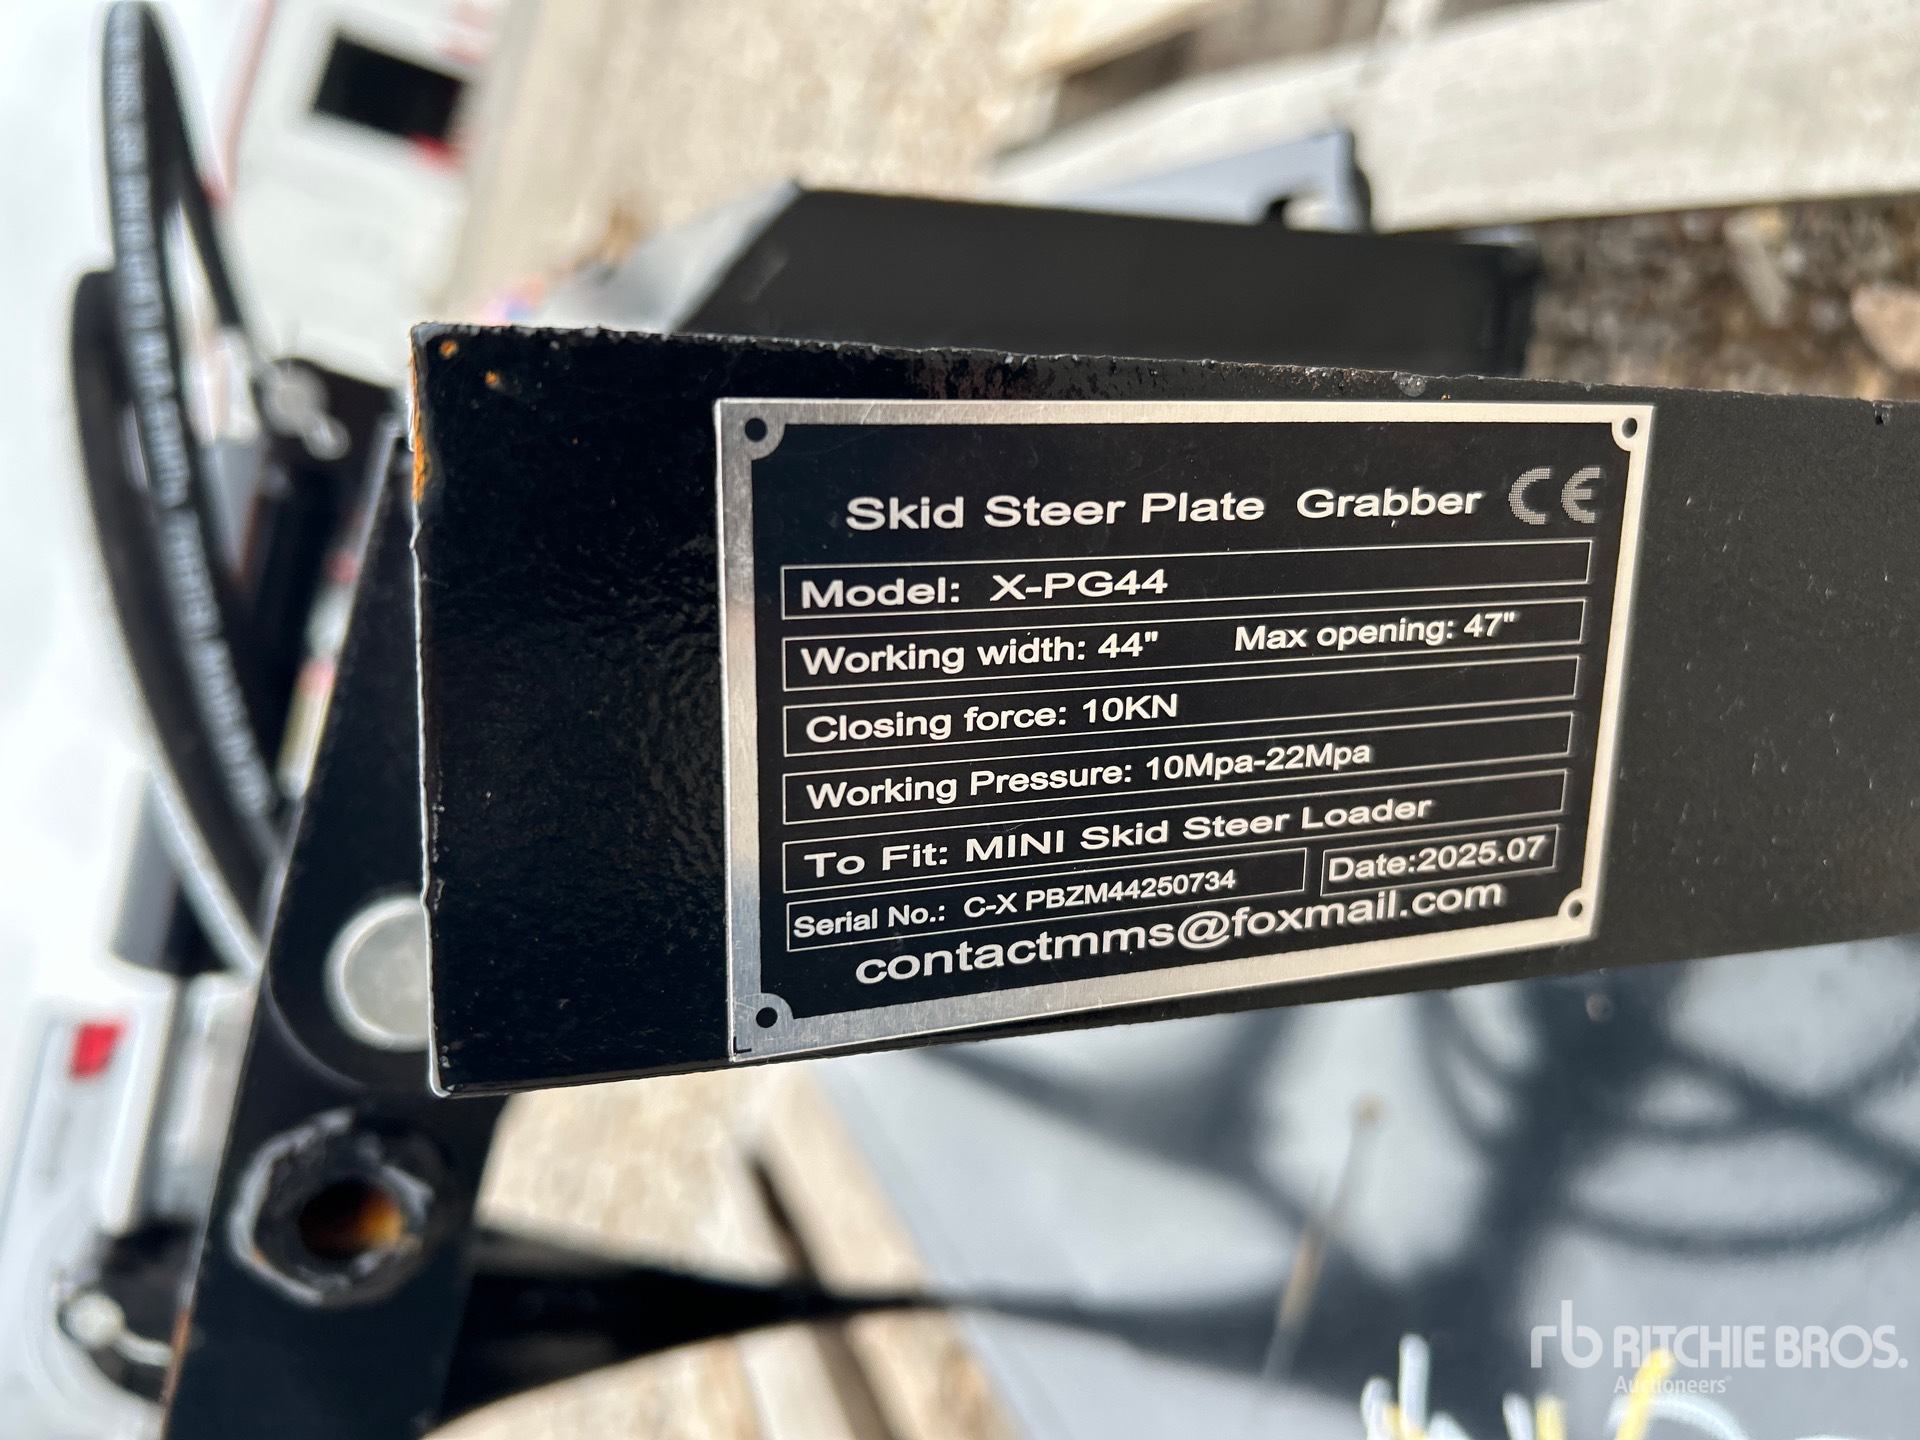 Skid Steer Plate Grabber CE
Model: X-PG44
Working width: 44" Max opening: 47"
Closing force: 10KN
Working Pressure: 10Mpa-22Mpa
To Fit: MINI Skid Steer Loader
Serial No.: C-X PBZM44250734 Date:2025.07
contactmms@foxmail.com
rb RITCHIE BROS.
Auctioneers